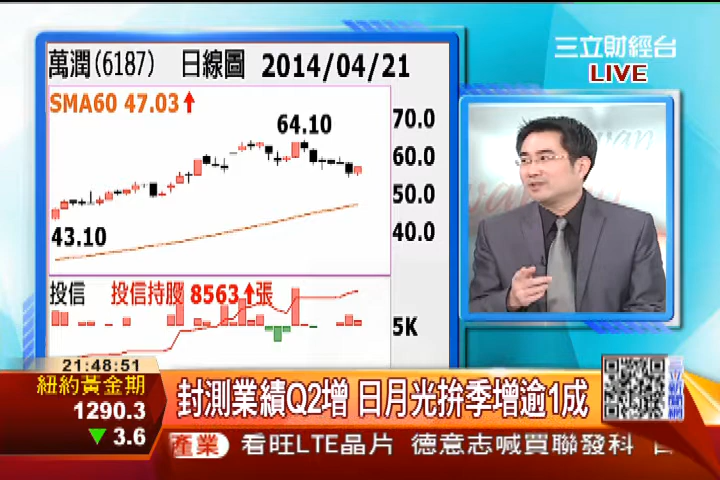 萬潤(6187) 日線圖 2014/04/21
SMA60 47.03↑
64.10
43.10
70.0
60.0
50.0
40.0
投信 投信持股 8563↑張
5K
三立財經台
LIVE
21:48:51
紐約黃金期
1290.3
▼3.6
封測業績Q2增 日月光拚季增逾1成
產業 看旺LTE晶片 德意志喊買聯發科